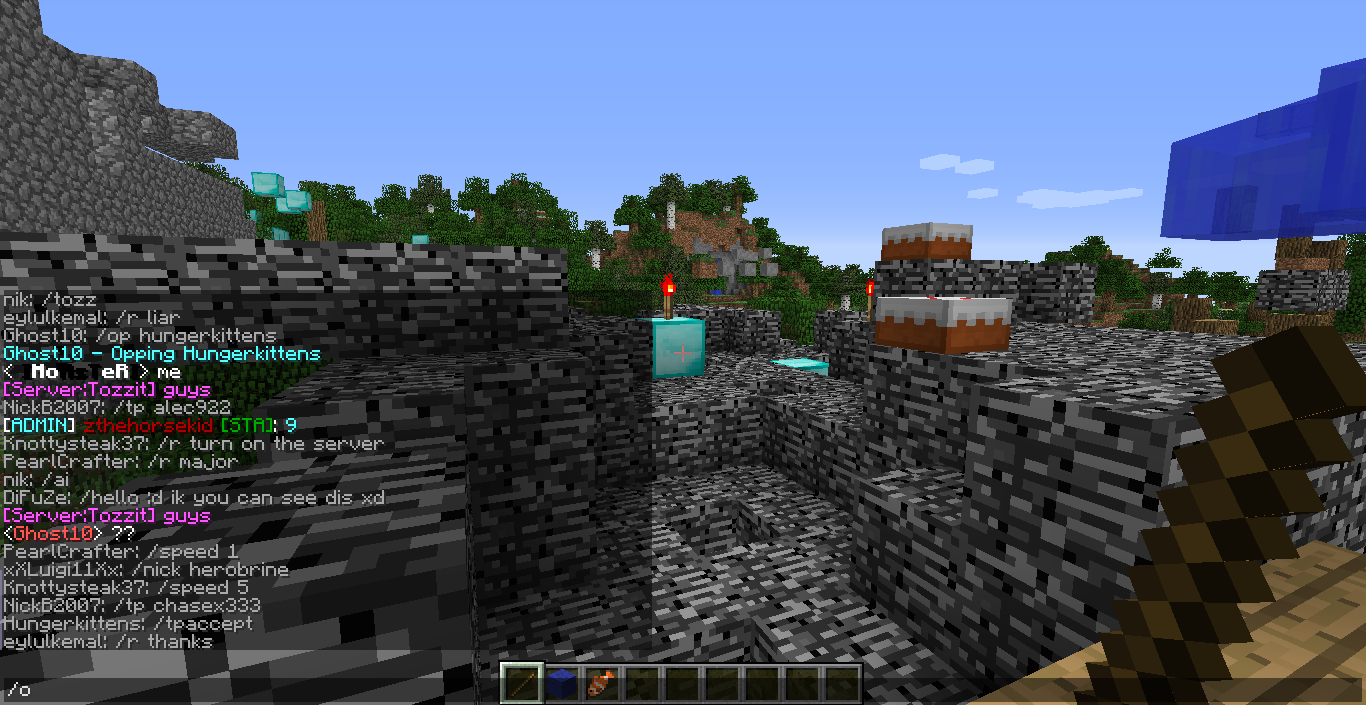 nik: /tozz
eylulkemal: /r liar
Ghost10: /op hungerkittens
Ghost10 - Opping Hungerkittens
< Mo eR > me
[Server:Tozzit] guys
NickB2007: /tp alec922
[ADMIN] zthehorsekid [STA]: 9
Knottysteak37: /r turn on the server
PearlCrafter: /r major
nik: /ai
DiFuZe: /hello ;d ik you can see dis xd
[Server:Tozzit] guys
<Ghost10> ??
PearlCrafter: /speed 1
xXLuigi11Xx: /nick herobrine
Knottysteak37: /speed 5
NickB2007: /tp chasex333
Hungerkittens: /tpaccept
eylulkemal: /r thanks
/o